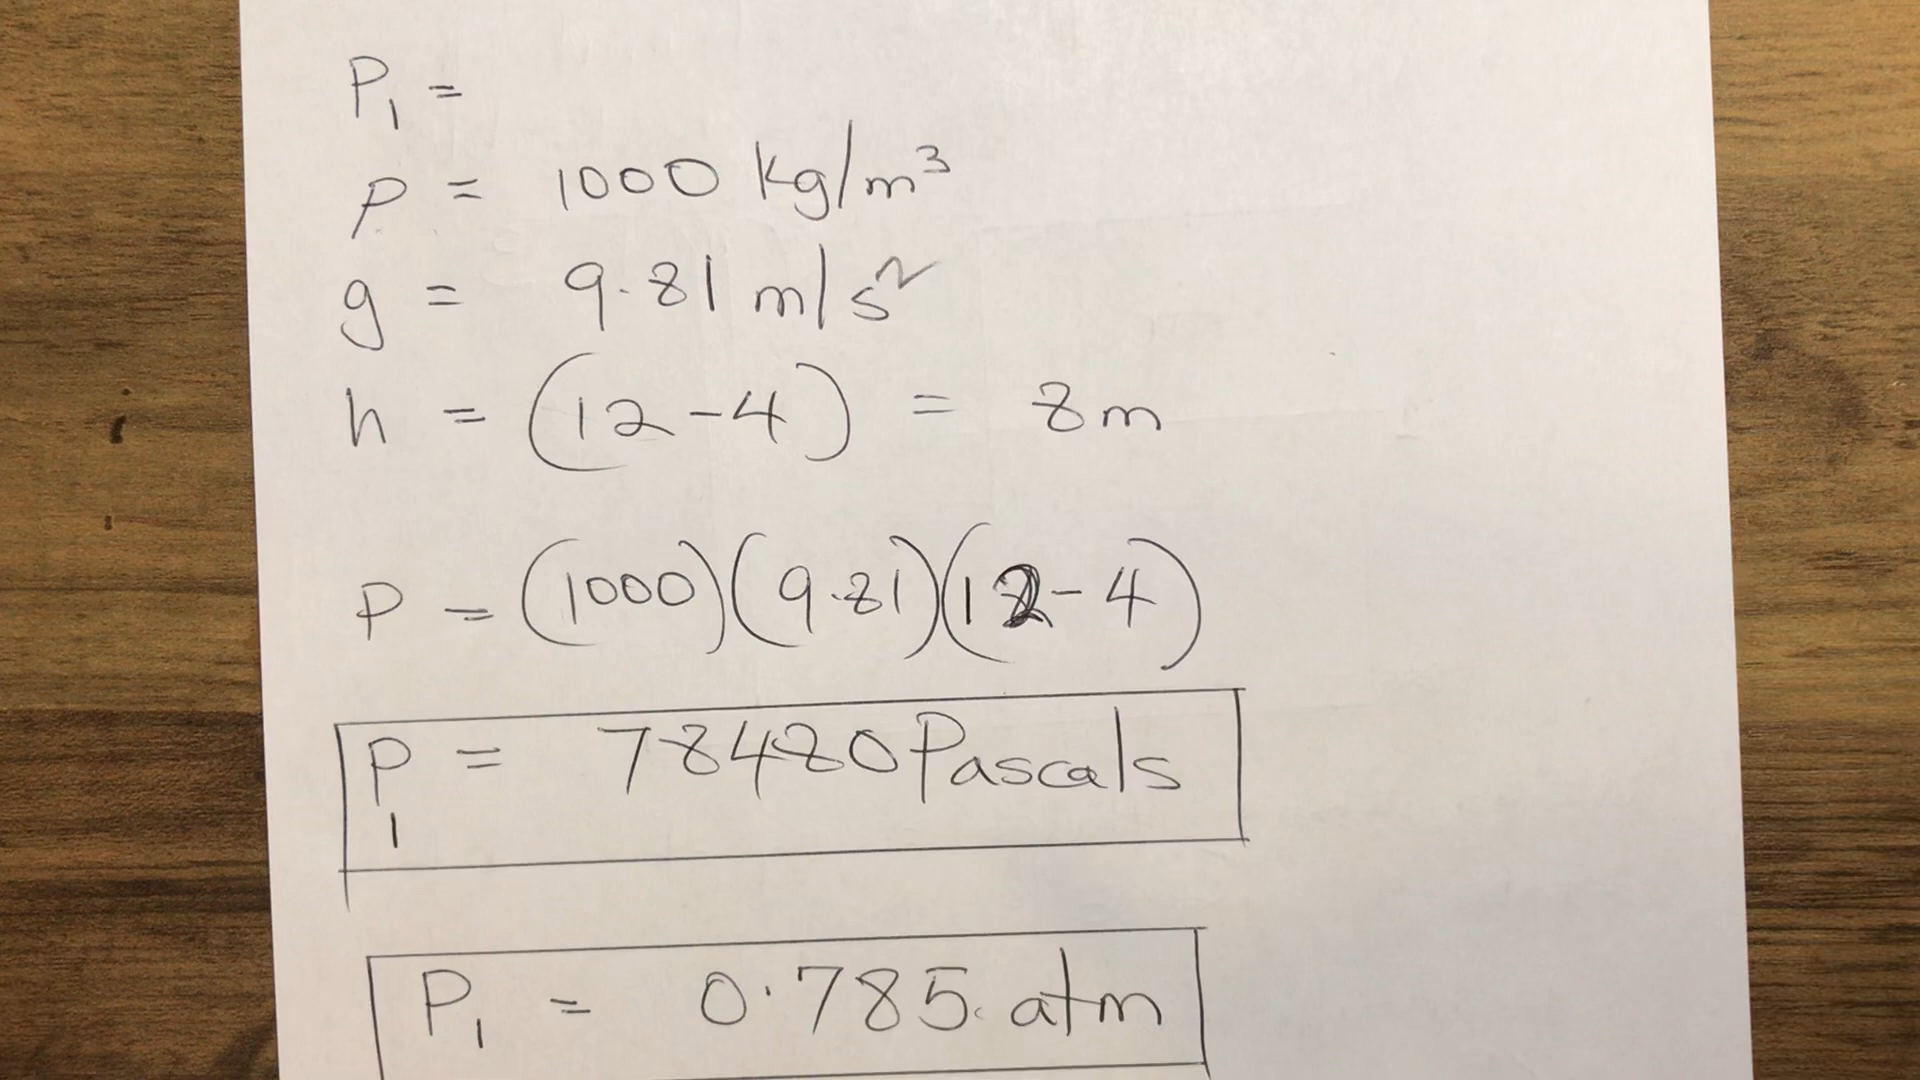 P₁ =
ρ = 1000 kg/m³
g = 9.81 m/s²
h = (12-4) = 8m
P = (1000)(9.81)(12-4)
P₁ = 78480 Pascals
P₁ = 0.785 atm